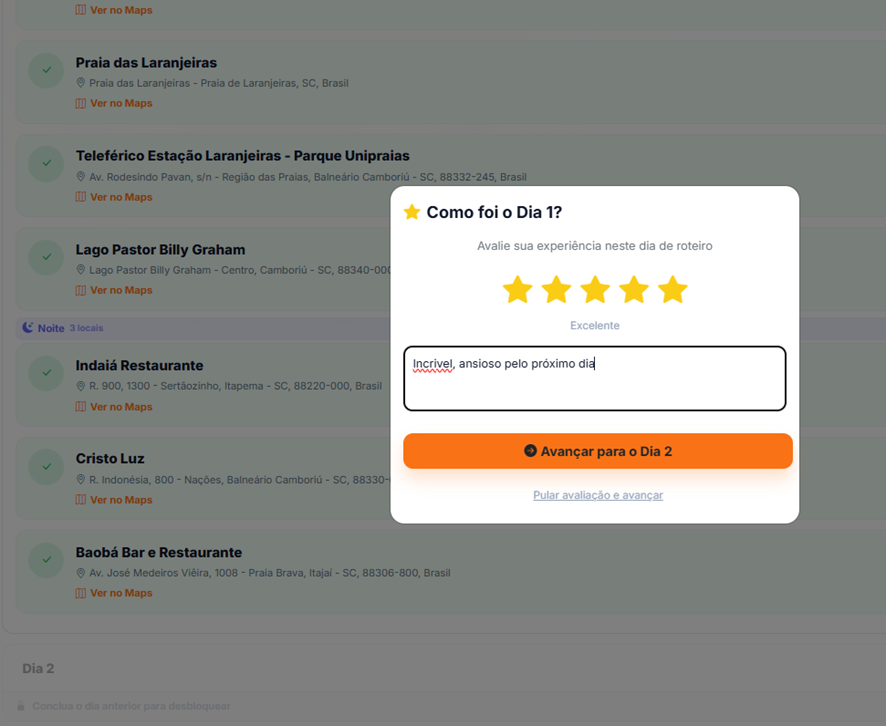 Ver no Maps
Praia das Laranjeiras
Praia das Laranjeiras - Praia de Laranjeiras, SC, Brasil
Ver no Maps
Teleférico Estação Laranjeiras - Parque Unipraias
Av. Rodesindo Pavan, s/n - Região das Praias, Balneário Camboriú - SC, 88332-245, Brasil
Ver no Maps
Lago Pastor Billy Graham
Lago Pastor Billy Graham - Centro, Camboriú - SC, 88340-000
Ver no Maps
Noite 3 locais
Indaiá Restaurante
R. 900, 1300 - Sertãozinho, Itapema - SC, 88220-000, Brasil
Ver no Maps
Cristo Luz
R. Indonésia, 800 - Nações, Balneário Camboriú - SC, 88330-
Ver no Maps
Baobá Bar e Restaurante
Av. José Medeiros Viêira, 1008 - Praia Brava, Itajaí - SC, 88306-800, Brasil
Ver no Maps
Dia 2
Conclua o dia anterior para desbloquear
Como foi o Dia 1?
Avalie sua experiência neste dia de roteiro
Excelente
Incrivel, ansioso pelo próximo dia
Avançar para o Dia 2
Pular avaliação e avançar